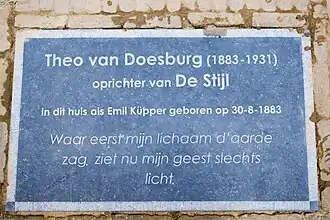 Theo van Doesburg (1883-1931)
oprichter van De Stijl
in dit huis als Emil Küpper geboren op 30-8-1883
Waar eerst mijn lichaam d'aarde
zag, ziet nu mijn geest slechts
licht.